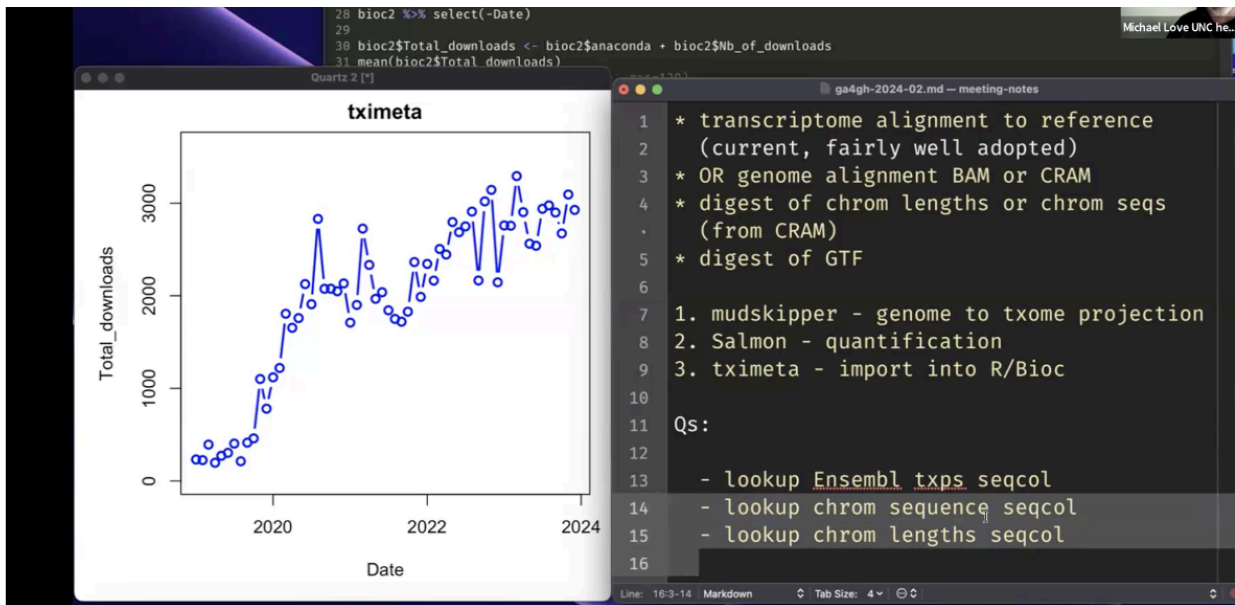 28 bioc2 %>% select(-Date)
29
30 bioc2$Total_downloads <- bioc2$anaconda + bioc2$Nb_of_downloads
31 mean(bioc2$Total_downloads)
Michael Love UNC he...
Quartz 2 [*]
tximeta
Total_downloads
3000
2000
1000
0
2020
2022
2024
Date
ga4gh-2024-02.md — meeting-notes
1 * transcriptome alignment to reference
2 (current, fairly well adopted)
3 * OR genome alignment BAM or CRAM
4 * digest of chrom lengths or chrom seqs
· (from CRAM)
5 * digest of GTF
6
7 1. mudskipper - genome to txome projection
8 2. Salmon - quantification
9 3. tximeta - import into R/Bioc
10
11 Qs:
12
13 - lookup Ensembl txps seqcol
14 - lookup chrom sequence seqcol
15 - lookup chrom lengths seqcol
16
Line: 16:3-14 Markdown Tab Size: 4